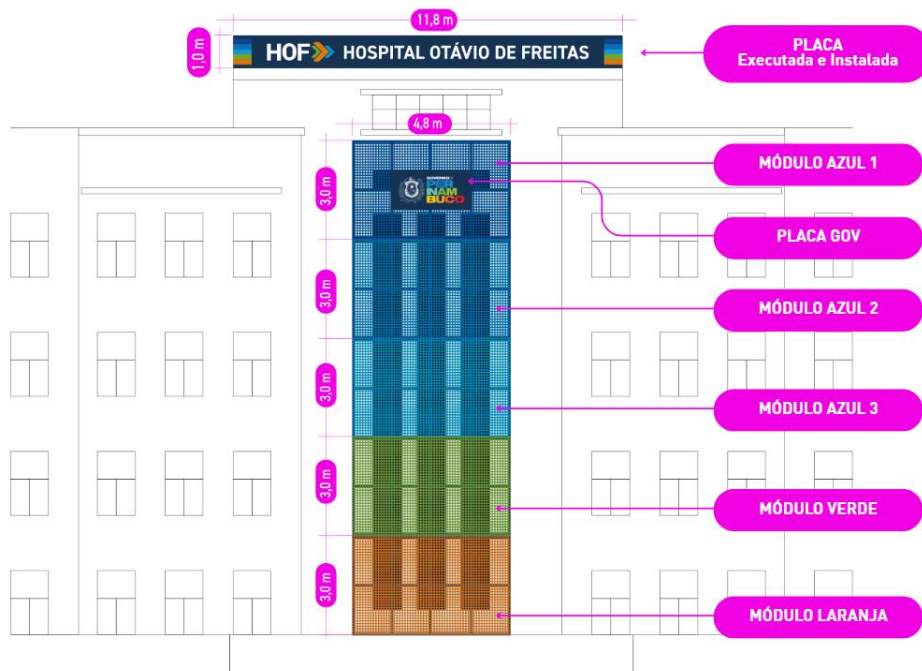 11,8 m
1,0 m
HOF HOSPITAL OTÁVIO DE FREITAS
PLACA
Executada e Instalada
4,8 m
3,0 m
MÓDULO AZUL 1
GOVERNO DE
PER
NAM
BUCO
PLACA GOV
3,0 m
MÓDULO AZUL 2
3,0 m
MÓDULO AZUL 3
3,0 m
MÓDULO VERDE
3,0 m
MÓDULO LARANJA